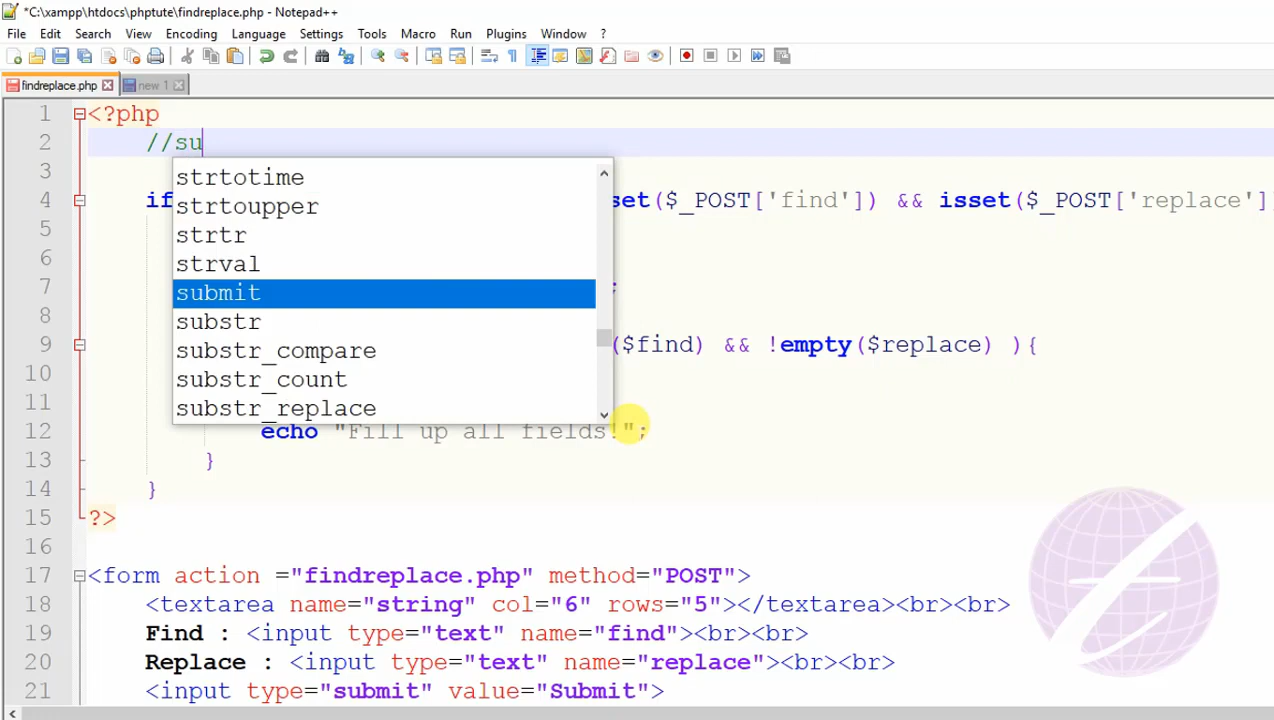 *C:\xampp\htdocs\phptute\findreplace.php - Notepad++
File Edit Search View Encoding Language Settings Tools Macro Run Plugins Window ?
findreplace.php new 1
1 <?php
2 //su
3
strtotime
4 if set($_POST['find']) && isset($_POST['replace']
strtoupper
5
strtr
6
strval
7 ;
submit
8
substr
9 ($find) && !empty($replace) ){
substr_compare
10
substr_count
11
substr_replace
12 echo "Fill up all fields!";
13 }
14 }
15 ?>
16
17 <form action ="findreplace.php" method="POST">
18 <textarea name="string" col="6" rows="5"></textarea><br><br>
19 Find : <input type="text" name="find"><br><br>
20 Replace : <input type="text" name="replace"><br><br>
21 <input type="submit" value="Submit">